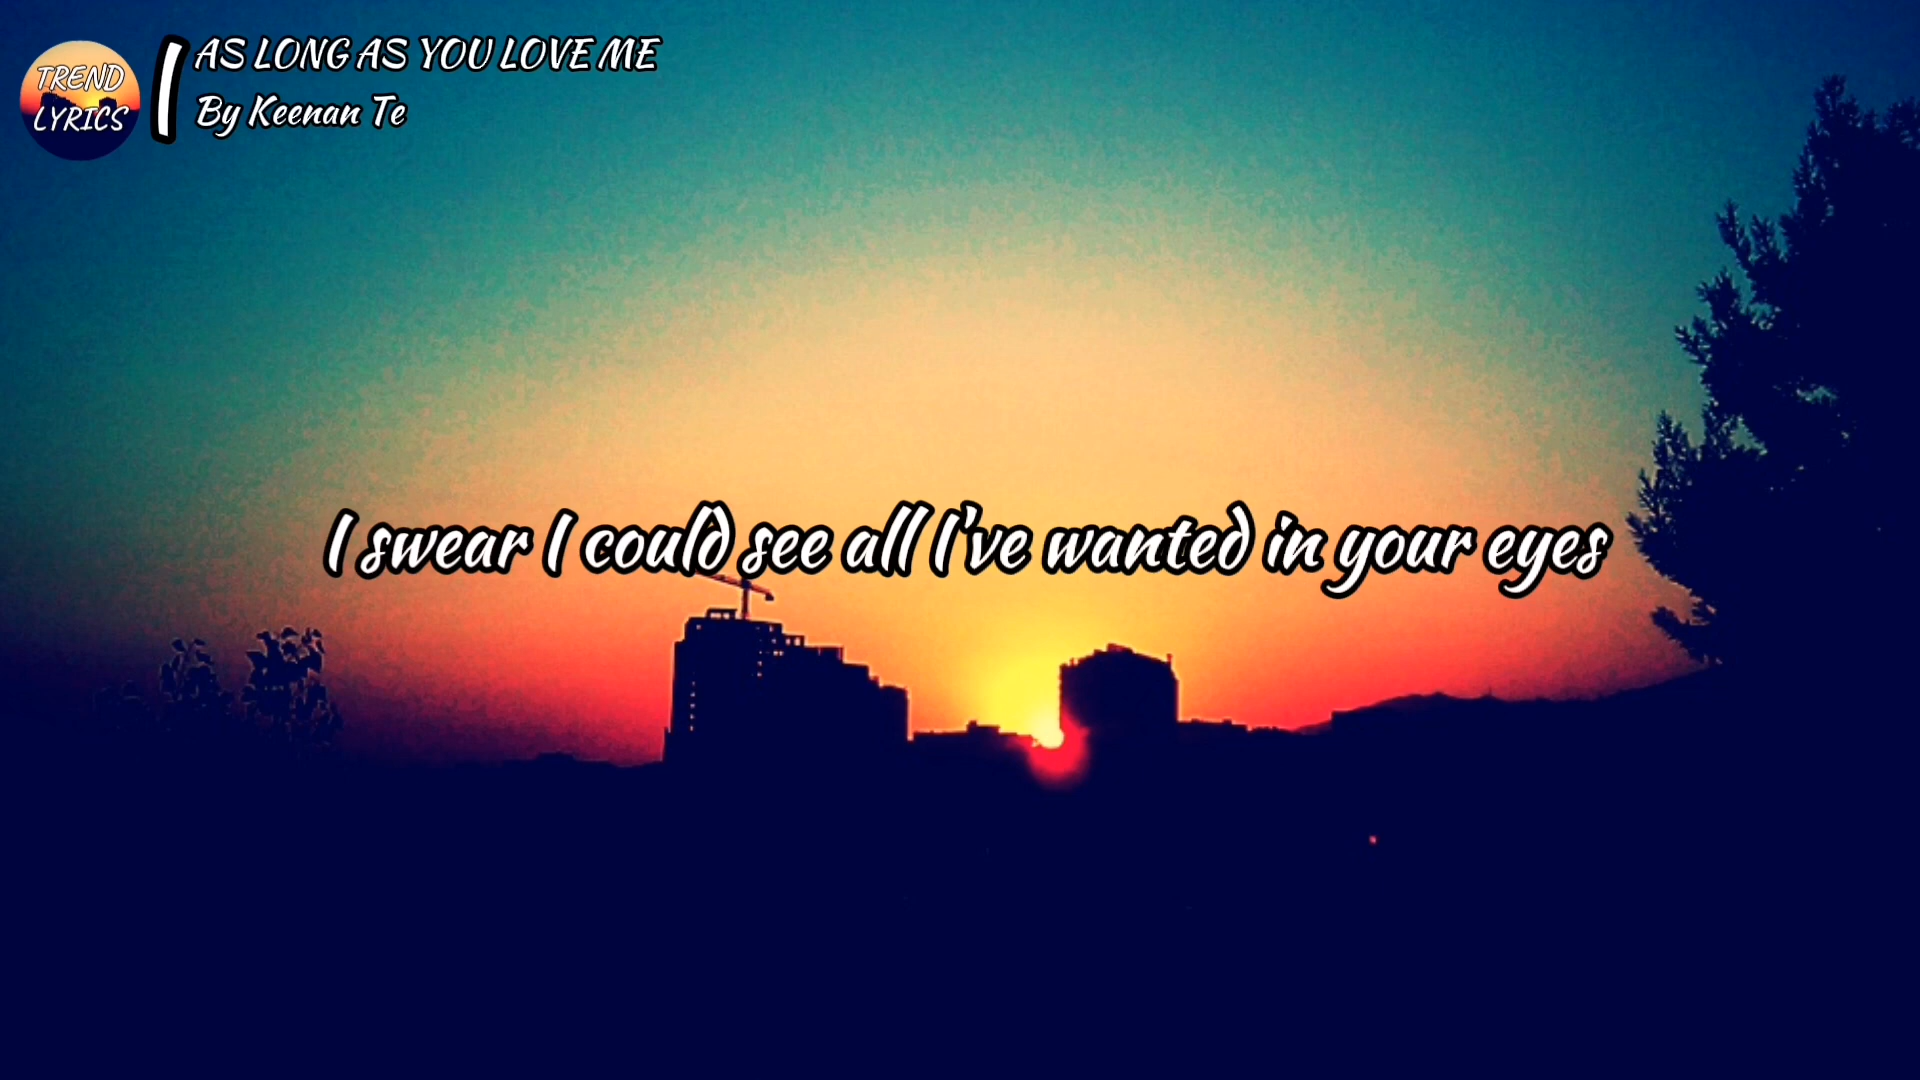 TREND
LYRICS
AS LONG AS YOU LOVE ME
By Keenan Te
I swear I could see all I've wanted in your eyes